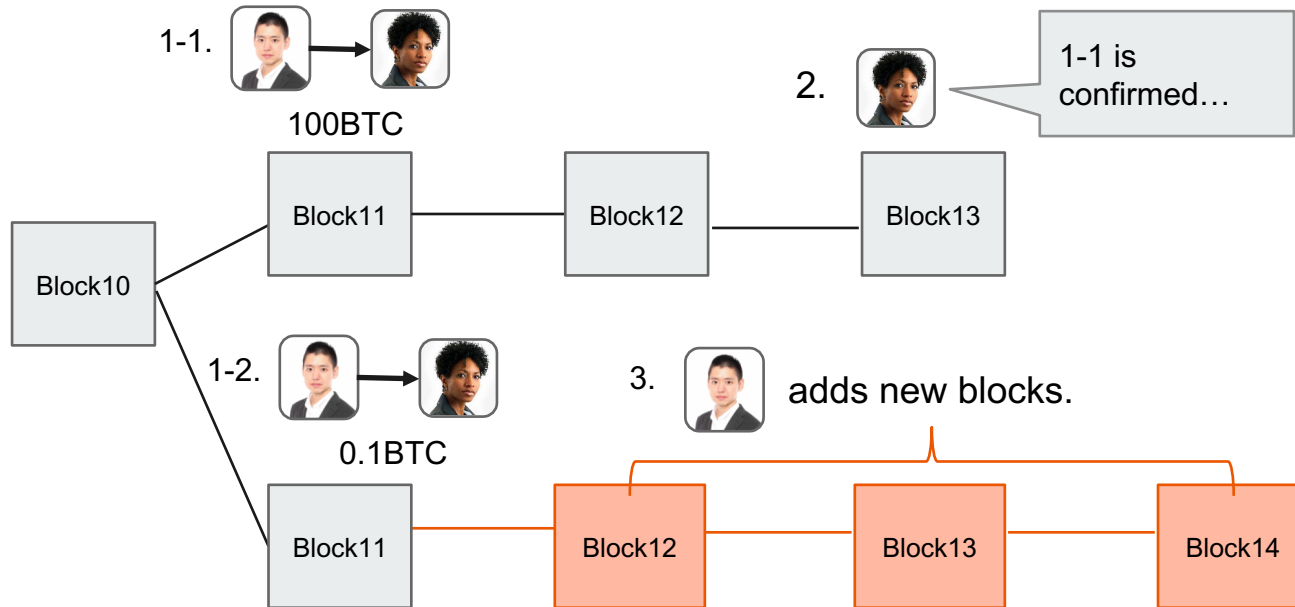 1-1.
100BTC
2.
1-1 is
confirmed…
Block11
Block12
Block13
Block10
1-2.
0.1BTC
3.
adds new blocks.
Block11
Block12
Block13
Block14